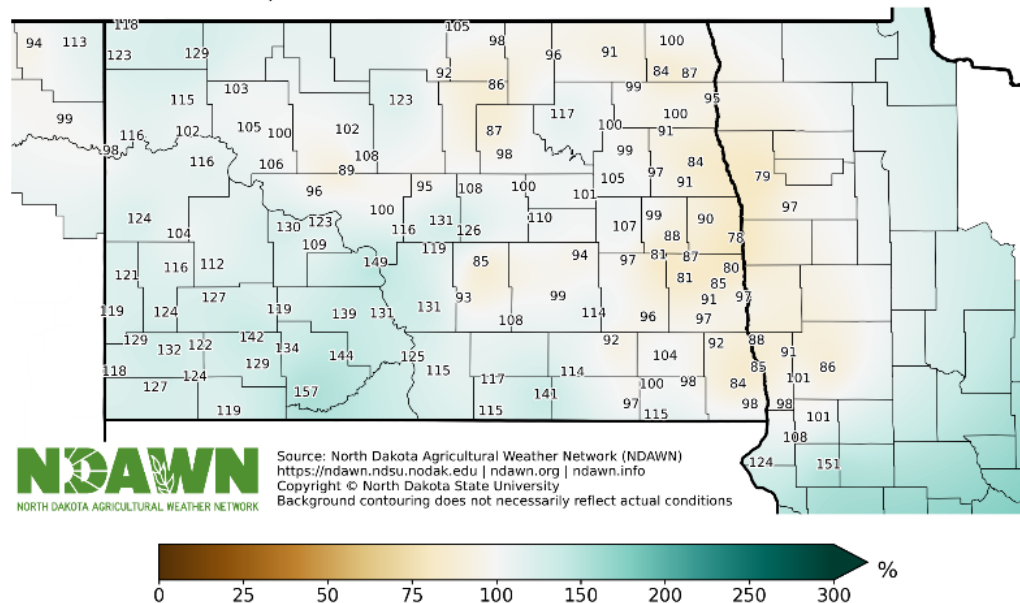 118
105
94 113 123 129 98 96 91 100
92 84 87
103 86 99
115 123 117 95
99 100
116 102 105 100 102 87 100 91
98 116 106 108 98 99 84
89 105 97 91 79
96 95 108 100 101
124 100 131 110 99 90 97
104 130 123 116 126 107 88 78
109 119 94 81 87
121 116 112 149 85 97 81 85 80
127 93 99 91 97
119 124 119 139 131 131 108 114 96 97
129 142 92 92 88
132 122 134 144 125 104 91
118 129 115 114 85 86
127 124 117 100 98 84 101
157 141 97 98 98
119 115 115 101
108
124 151
NDAWN
NORTH DAKOTA AGRICULTURAL WEATHER NETWORK
Source: North Dakota Agricultural Weather Network (NDAWN)
https://ndawn.ndsu.nodak.edu | ndawn.org | ndawn.info
Copyright © North Dakota State University
Background contouring does not necessarily reflect actual conditions
0 25 50 75 100 125 150 175 200 250 300 %